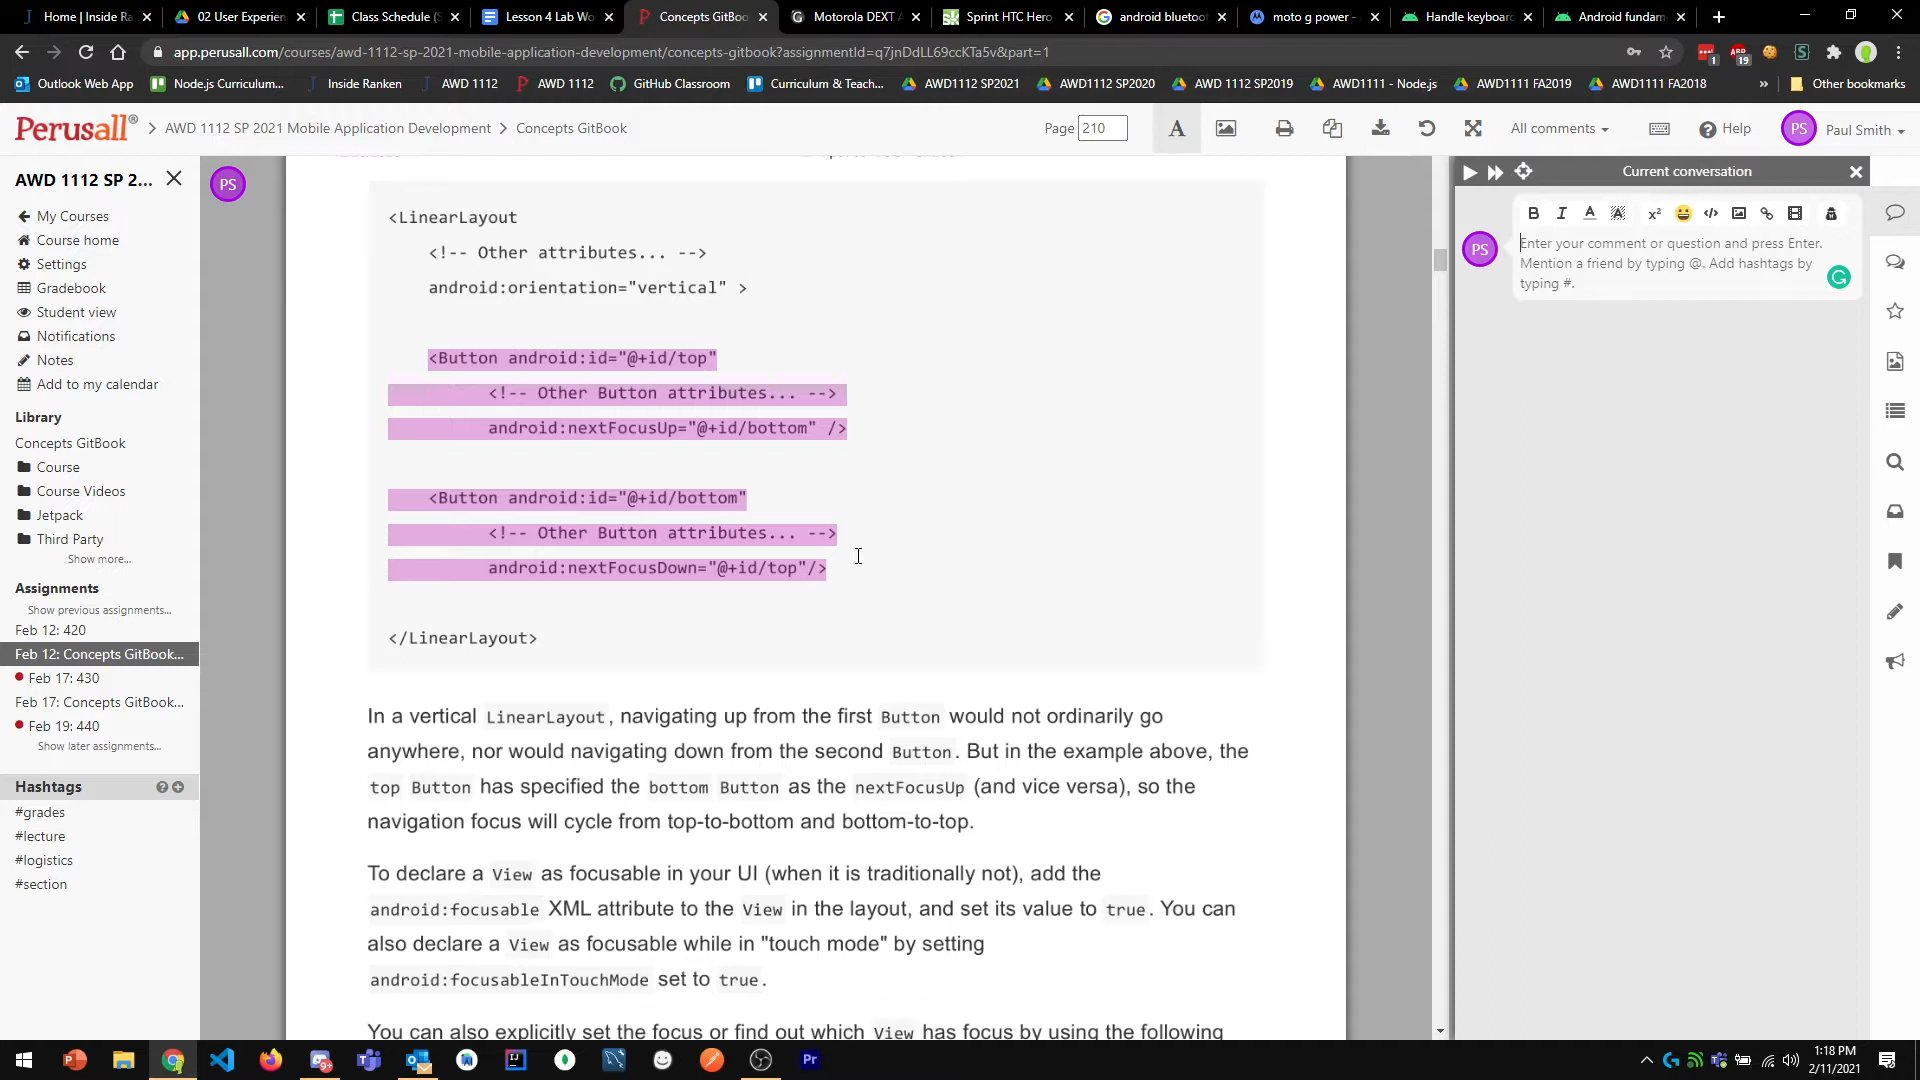 Home | Inside Ra
02 User Experien
Class Schedule (S
Lesson 4 Lab Wo
Concepts GitBoo
Motorola DEXT A
Sprint HTC Hero
android bluetoot
moto g power -
Handle keyboard
Android fundam
app.perusall.com/courses/awd-1112-sp-2021-mobile-application-development/concepts-gitbook?assignmentId=q7jnDdLL69ccKTa5v&part=1
1
19
Outlook Web App
Node.js Curriculum...
Inside Ranken
AWD 1112
AWD 1112
GitHub Classroom
Curriculum & Teach...
AWD1112 SP2021
AWD1112 SP2020
AWD 1112 SP2019
AWD1111 - Node.js
AWD1111 FA2019
AWD1111 FA2018
»
Other bookmarks
Perusall®
AWD 1112 SP 2021 Mobile Application Development
Concepts GitBook
Page 210
All comments
Help
PS
Paul Smith
AWD 1112 SP 2...
My Courses
Course home
Settings
Gradebook
Student view
Notifications
Notes
Add to my calendar
Library
Concepts GitBook
Course
Course Videos
Jetpack
Third Party
Show more...
Assignments
Show previous assignments...
Feb 12: 420
Feb 12: Concepts GitBook...
Feb 17: 430
Feb 17: Concepts GitBook...
Feb 19: 440
Show later assignments...
Hashtags
#grades
#lecture
#logistics
#section
PS
<LinearLayout
<!-- Other attributes... -->
android:orientation="vertical" >
<Button android:id="@+id/top"
<!-- Other Button attributes... -->
android:nextFocusUp="@+id/bottom" />
<Button android:id="@+id/bottom"
<!-- Other Button attributes... -->
android:nextFocusDown="@+id/top"/>
</LinearLayout>
In a vertical LinearLayout, navigating up from the first Button would not ordinarily go
anywhere, nor would navigating down from the second Button. But in the example above, the
top Button has specified the bottom Button as the nextFocusUp (and vice versa), so the
navigation focus will cycle from top-to-bottom and bottom-to-top.
To declare a View as focusable in your UI (when it is traditionally not), add the
android:focusable XML attribute to the View in the layout, and set its value to true. You can
also declare a View as focusable while in "touch mode" by setting
android:focusableInTouchMode set to true.
You can also explicitly set the focus or find out which View has focus by using the following
Current conversation
PS
Enter your comment or question and press Enter.
Mention a friend by typing @. Add hashtags by
typing #.
1:18 PM
2/11/2021